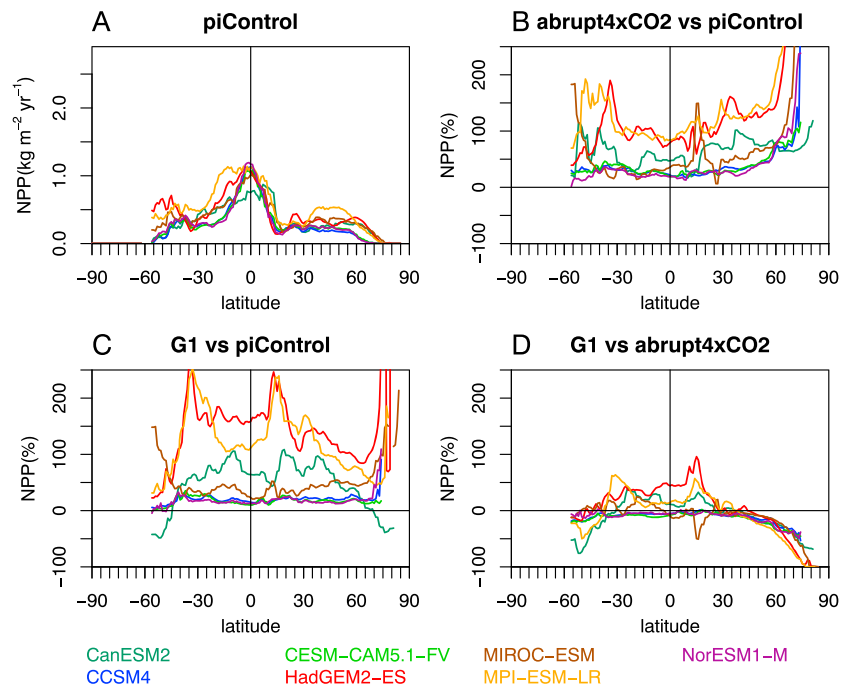 A piControl
NPP(kg m−2 yr−1)
0.0 1.0 2.0
−90 −60 −30 0 30 60 90
latitude
B abrupt4xCO2 vs piControl
NPP(%)
−100 0 100 200
−90 −60 −30 0 30 60 90
latitude
C G1 vs piControl
NPP(%)
−100 0 100 200
−90 −60 −30 0 30 60 90
latitude
D G1 vs abrupt4xCO2
NPP(%)
−100 0 100 200
−90 −60 −30 0 30 60 90
latitude
CanESM2 CESM−CAM5.1−FV MIROC−ESM NorESM1−M
CCSM4 HadGEM2−ES MPI−ESM−LR